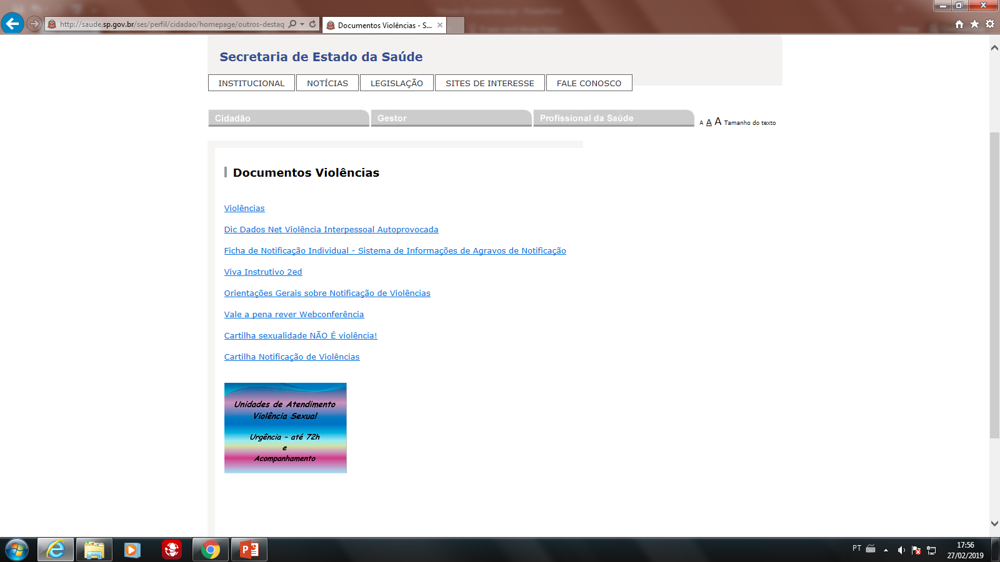 http://saude.sp.gov.br/ses/perfil/cidadao/homepage/outros-destaq
Documentos Violências - S...
Secretaria de Estado da Saúde
INSTITUCIONAL NOTÍCIAS LEGISLAÇÃO SITES DE INTERESSE FALE CONOSCO
Cidadão Gestor Profissional da Saúde A A A Tamanho do texto
Documentos Violências
Violências
Dic Dados Net Violência Interpessoal Autoprovocada
Ficha de Notificação Individual - Sistema de Informações de Agravos de Notificação
Viva Instrutivo 2ed
Orientações Gerais sobre Notificação de Violências
Vale a pena rever Webconferência
Cartilha sexualidade NÃO É violência!
Cartilha Notificação de Violências
Unidades de Atendimento
Violência Sexual
Urgência - até 72h
e
Acompanhamento
PT
17:56
27/02/2019